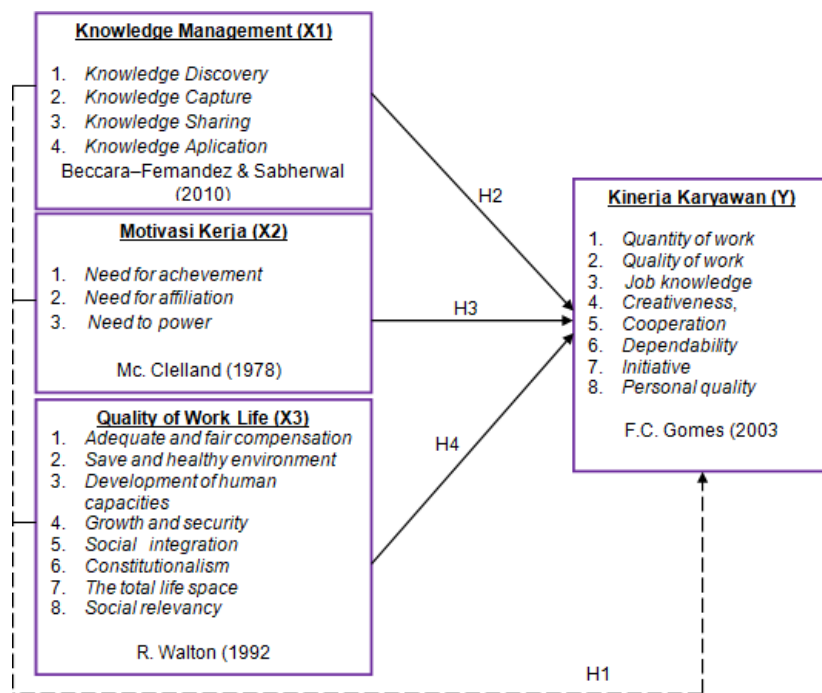 Knowledge Management (X1)
1. Knowledge Discovery
2. Knowledge Capture
3. Knowledge Sharing
4. Knowledge Aplication
Beccara–Femandez & Sabherwal
(2010)
Motivasi Kerja (X2)
1. Need for achevement
2. Need for affiliation
3. Need to power
Mc. Clelland (1978)
Quality of Work Life (X3)
1. Adequate and fair compensation
2. Save and healthy environment
3. Development of human
capacities
4. Growth and security
5. Social integration
6. Constitutionalism
7. The total life space
8. Social relevancy
R. Walton (1992
H2
H3
H4
H1
Kinerja Karyawan (Y)
1. Quantity of work
2. Quality of work
3. Job knowledge
4. Creativeness,
5. Cooperation
6. Dependability
7. Initiative
8. Personal quality
F.C. Gomes (2003